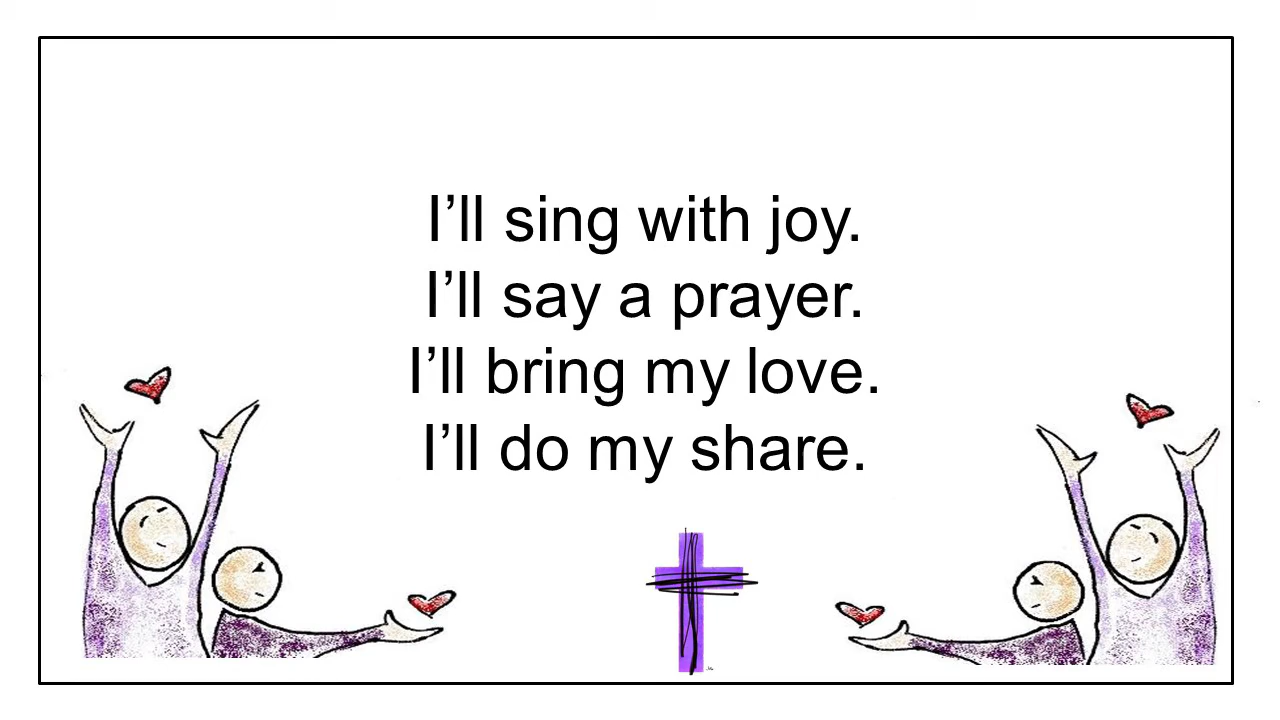 I’ll sing with joy.
I’ll say a prayer.
I’ll bring my love.
I’ll do my share.